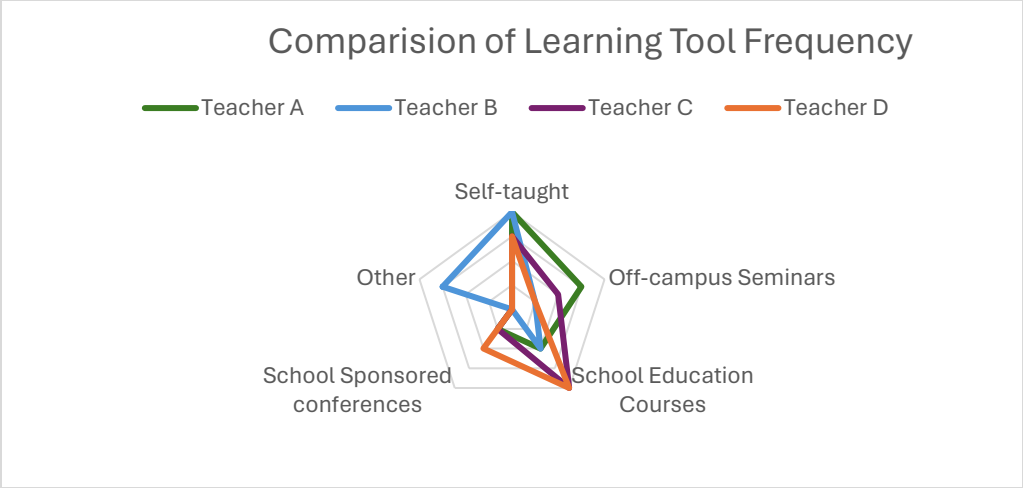 Comparision of Learning Tool Frequency
Teacher A Teacher B Teacher C Teacher D
Self-taught
Other
Off-campus Seminars
School Sponsored
conferences
School Education
Courses